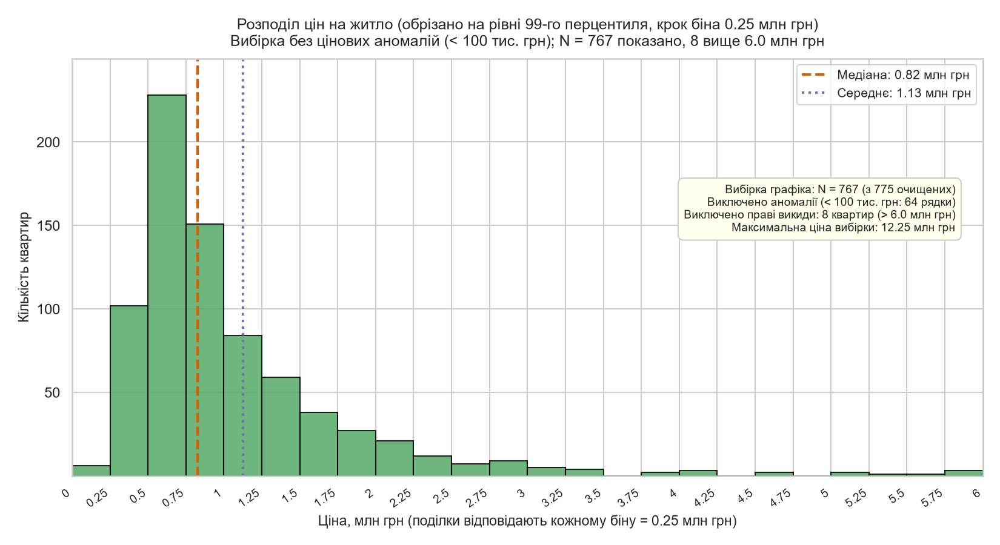 Розподіл цін на житло (обрізано на рівні 99-го перцентиля, крок біна 0.25 млн грн)
Вибірка без цінових аномалій (< 100 тис. грн); N = 767 показано, 8 вище 6.0 млн грн
Медіана: 0.82 млн грн
Середнє: 1.13 млн грн
Вибірка графіка: N = 767 (з 775 очищених)
Виключено аномалії (< 100 тис. грн: 64 рядки)
Виключено праві викиди: 8 квартир (> 6.0 млн грн)
Максимальна ціна вибірки: 12.25 млн грн
Кількість квартир
200
150
100
50
0 0.25 0.5 0.75 1 1.25 1.5 1.75 2 2.25 2.5 2.75 3 3.25 3.5 3.75 4 4.25 4.5 4.75 5 5.25 5.5 5.75 6
Ціна, млн грн (поділки відповідають кожному біну = 0.25 млн грн)